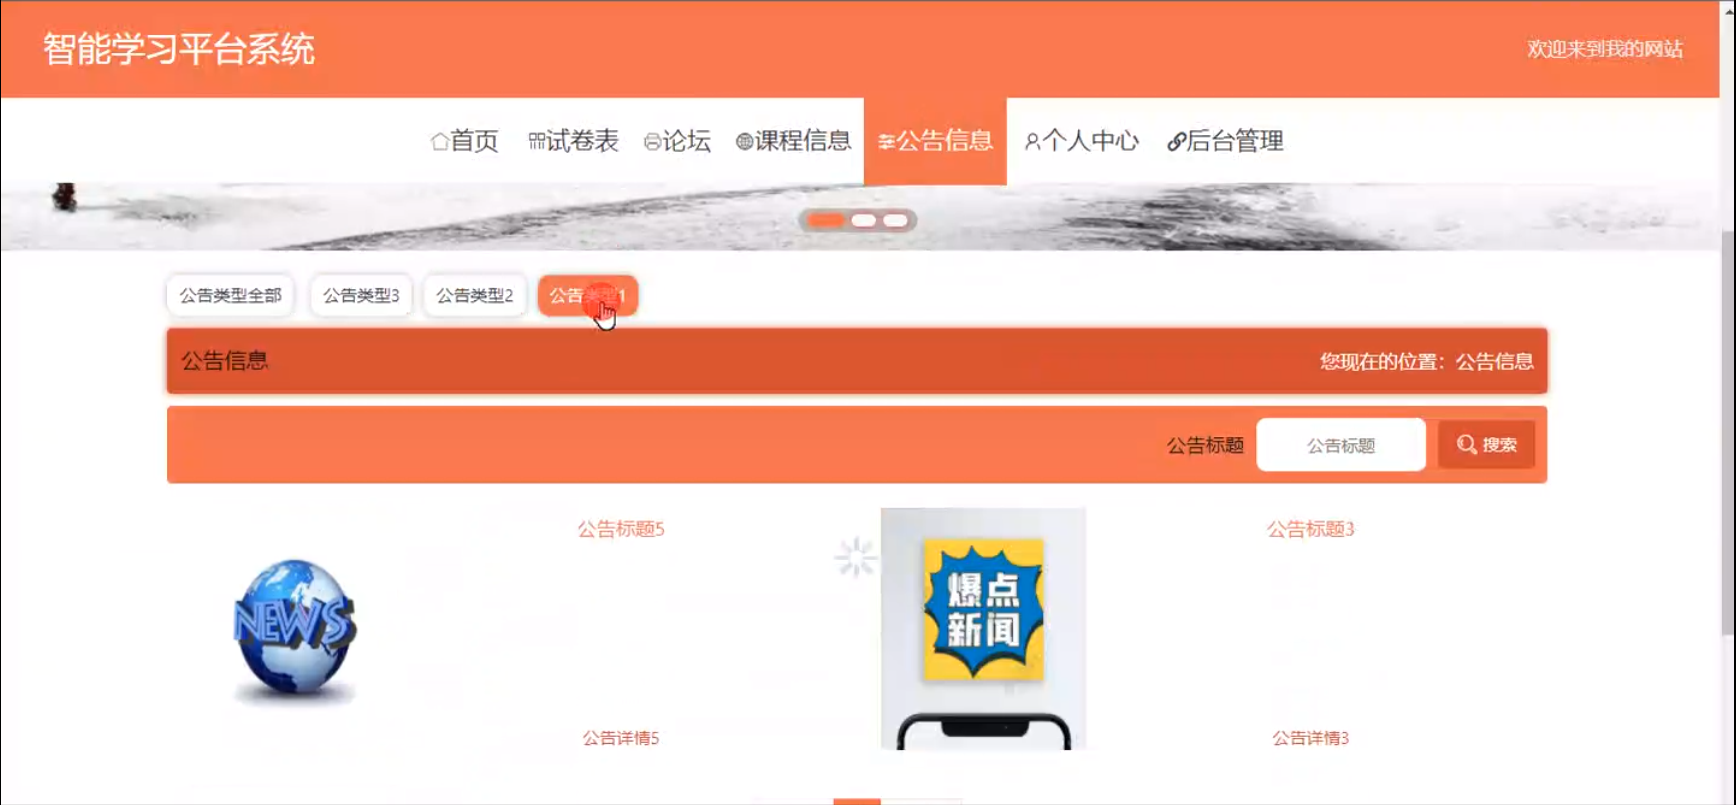 智能学习平台系统
欢迎来到我的网站
首页 试卷表 论坛 课程信息 公告信息 个人中心 后台管理
公告类型全部 公告类型3 公告类型2 公告类型1
公告信息
您现在的位置：公告信息
公告标题 公告标题 搜索
公告标题5
公告标题3
NEWS
爆点
新闻
公告详情5
公告详情3